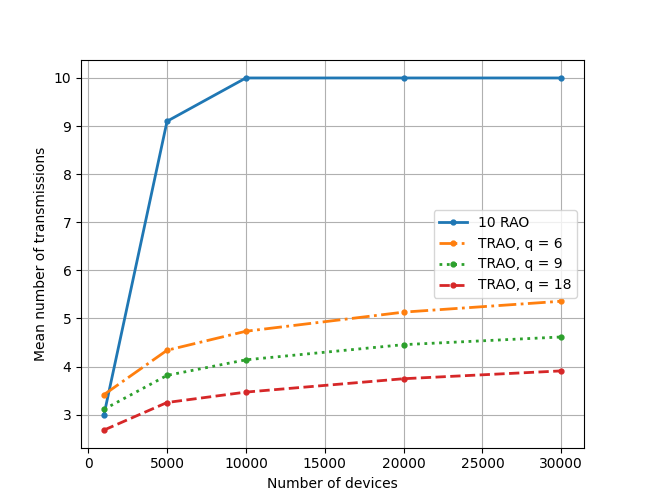 10
9
8
7
6
5
4
3
Mean number of transmissions
10 RAO
TRAO, q = 6
TRAO, q = 9
TRAO, q = 18
0 5000 10000 15000 20000 25000 30000
Number of devices